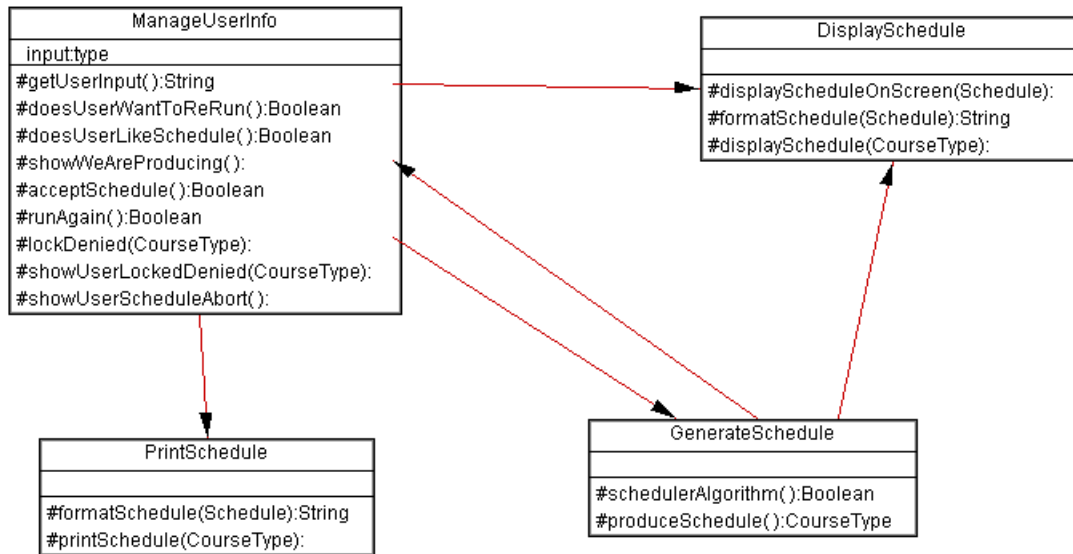 ManageUserInfo
input:type
#getUserInput():String
#doesUserWantToReRun():Boolean
#doesUserLikeSchedule():Boolean
#showWeAreProducing():
#acceptSchedule():Boolean
#runAgain():Boolean
#lockDenied(CourseType):
#showUserLockedDenied(CourseType):
#showUserScheduleAbort():
DisplaySchedule
#displayScheduleOnScreen(Schedule):
#formatSchedule(Schedule):String
#displaySchedule(CourseType):
PrintSchedule
#formatSchedule(Schedule):String
#printSchedule(CourseType):
GenerateSchedule
#schedulerAlgorithm():Boolean
#produceSchedule():CourseType